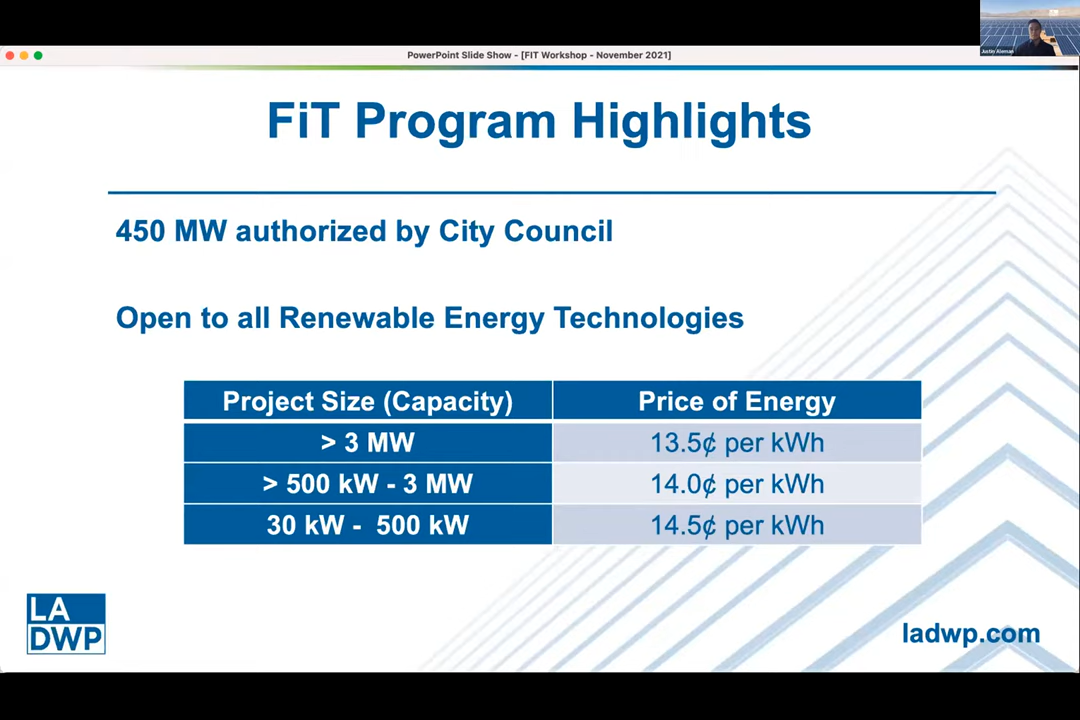 Justin Aleman
PowerPoint Slide Show - [FIT Workshop - November 2021]
FiT Program Highlights
450 MW authorized by City Council
Open to all Renewable Energy Technologies
Project Size (Capacity) Price of Energy
> 3 MW 13.5¢ per kWh
> 500 kW - 3 MW 14.0¢ per kWh
30 kW - 500 kW 14.5¢ per kWh
LA
DWP
ladwp.com